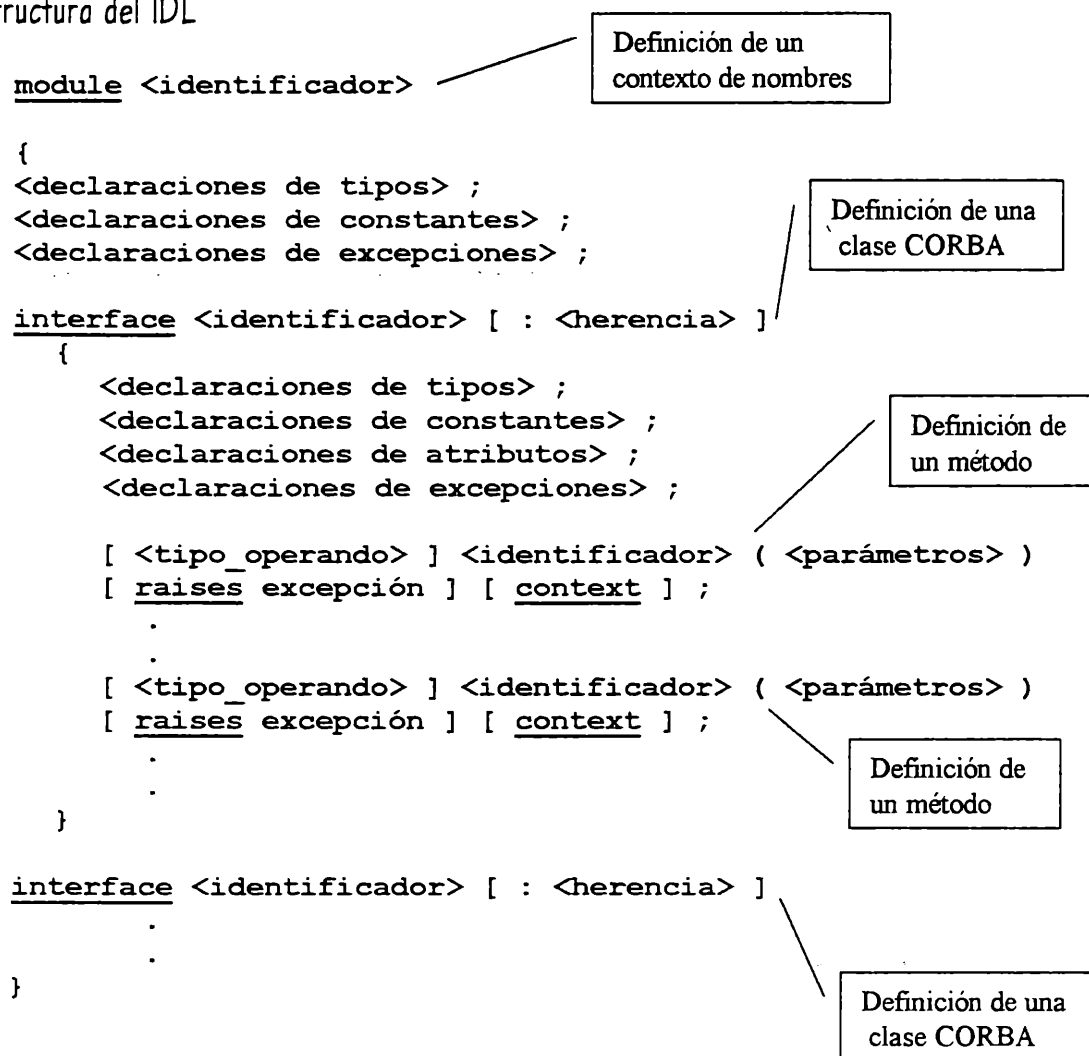 ructura del IDL
Definición de un
contexto de nombres
module <identificador>
{
<declaraciones de tipos> ;
<declaraciones de constantes> ;
<declaraciones de excepciones> ;
Definición de una
clase CORBA
interface <identificador> [ : <herencia> ]
{
<declaraciones de tipos> ;
<declaraciones de constantes> ;
<declaraciones de atributos> ;
<declaraciones de excepciones> ;
Definición de
un método
[ <tipo_operando> ] <identificador> ( <parámetros> )
[ raises excepción ] [ context ] ;
.
.
[ <tipo_operando> ] <identificador> ( <parámetros> )
[ raises excepción ] [ context ] ;
.
.
Definición de
un método
}
interface <identificador> [ : <herencia> ]
.
.
}
Definición de una
clase CORBA